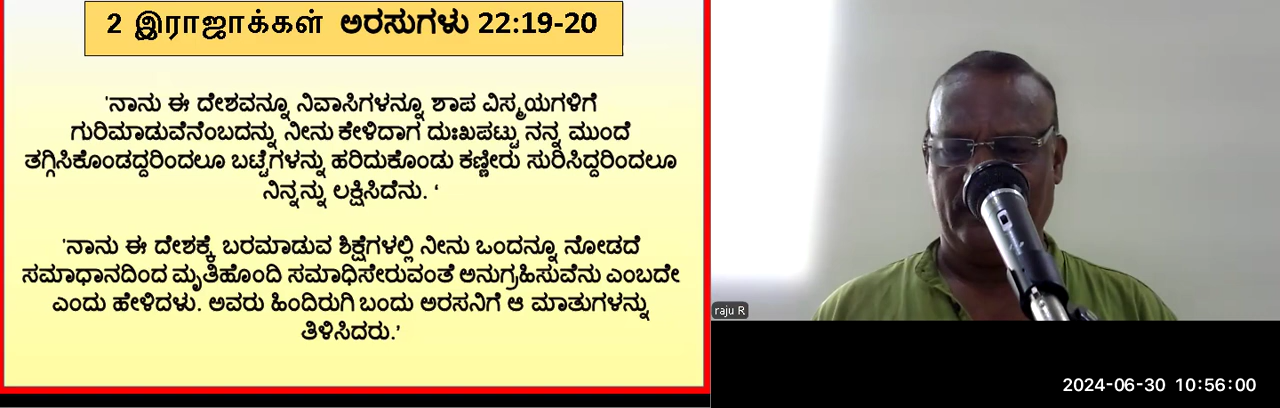 2 இராஜாக்கள் ಅರಸುಗಳು 22:19-20
'ನಾನು ಈ ದೇಶವನ್ನೂ ನಿವಾಸಿಗಳನ್ನೂ ಶಾಪ ವಿಸ್ಮಯಗಳಿಗೆ
ಗುರಿಮಾಡುವೆನೆಂಬದನ್ನು ನೀನು ಕೇಳಿದಾಗ ದುಃಖಪಟ್ಟು ನನ್ನ ಮುಂದೆ
ತಗ್ಗಿಸಿಕೊಂಡದ್ದರಿಂದಲೂ ಬಟ್ಟೆಗಳನ್ನು ಹರಿದುಕೊಂಡು ಕಣ್ಣೀರು ಸುರಿಸಿದ್ದರಿಂದಲೂ
ನಿನ್ನನ್ನು ಲಕ್ಷಿಸಿದೆನು. ‘
'ನಾನು ಈ ದೇಶಕ್ಕೆ ಬರಮಾಡುವ ಶಿಕ್ಷೆಗಳಲ್ಲಿ ನೀನು ಒಂದನ್ನೂ ನೋಡದೆ
ಸಮಾಧಾನದಿಂದ ಮೃತಿಹೊಂದಿ ಸಮಾಧಿಸೇರುವಂತೆ ಅನುಗ್ರಹಿಸುವೆನು ಎಂಬದೇ
ಎಂದು ಹೇಳಿದಳು. ಅವರು ಹಿಂದಿರುಗಿ ಬಂದು ಅರಸನಿಗೆ ಆ ಮಾತುಗಳನ್ನು
ತಿಳಿಸಿದರು.’
raju R
2024-06-30 10:56:00